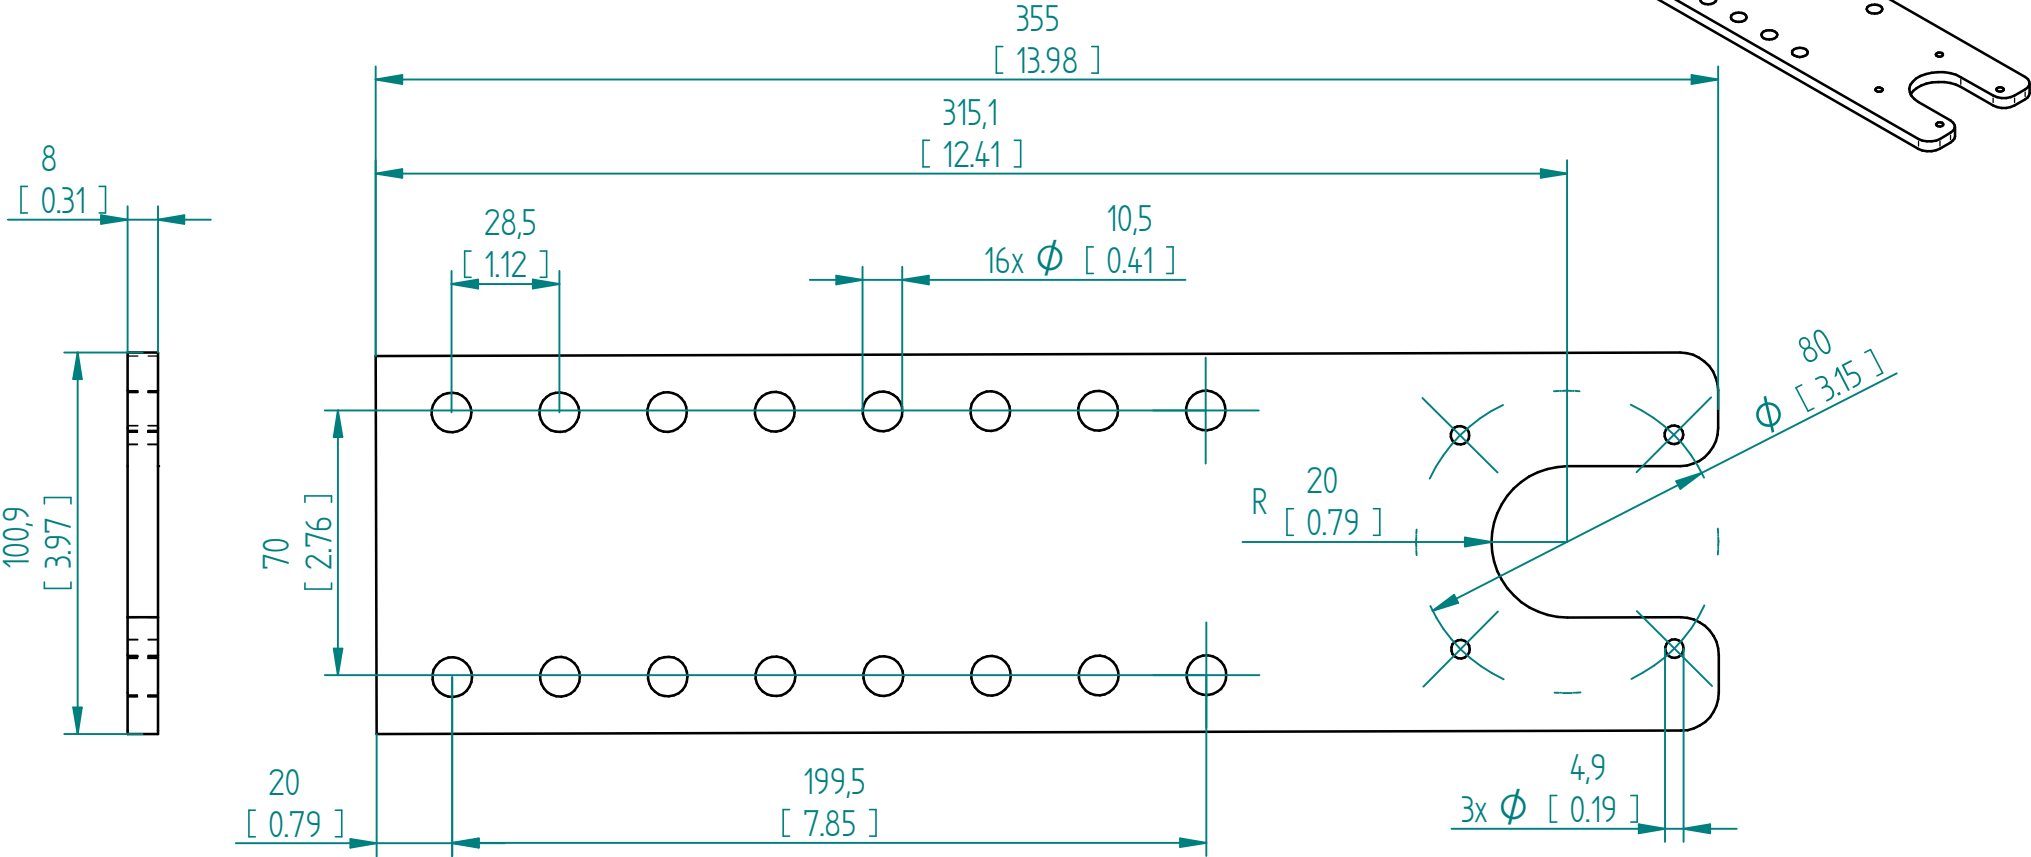 355
[ 13.98 ]
315,1
[ 12.41 ]
8
[ 0.31 ]
28,5
[ 1.12 ]
10,5
16x ϕ [ 0.41 ]
80
ϕ [ 3.15 ]
20
R [ 0.79 ]
100,9
[ 3.97 ]
70
[ 2.76 ]
20
[ 0.79 ]
199,5
[ 7.85 ]
4,9
3x ϕ [ 0.19 ]